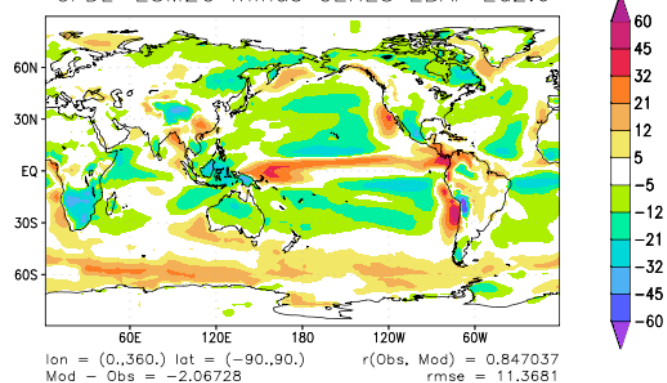 minus
60N
30N
EQ
30S
60S
60E
120E
180
120W
60W
60
45
32
21
12
5
−5
−12
−21
−32
−45
−60
lon = (0.,360.) lat = (−90.,90.) r(Obs, Mod) = 0.847037
Mod − Obs = −2.06728 rmse = 11.3681